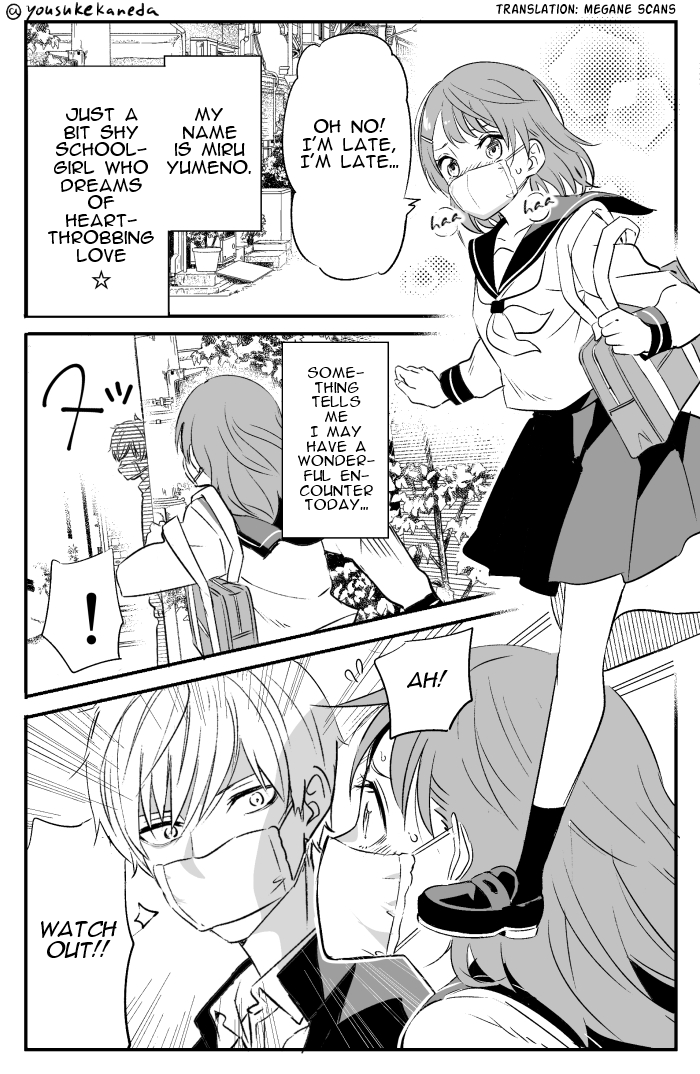 @yousukekaneda
TRANSLATION: MEGANE SCANS
OH NO!
I'M LATE,
I'M LATE...
haa
haa
MY
NAME
IS MIRU
YUMENO.
JUST A
BIT SHY
SCHOOL-
GIRL WHO
DREAMS
OF
HEART-
THROBBING
LOVE
☆
SOME-
THING
TELLS
ME
I MAY
HAVE A
WONDER-
FUL EN-
COUNTER
TODAY...
!
AH!
WATCH
OUT!!